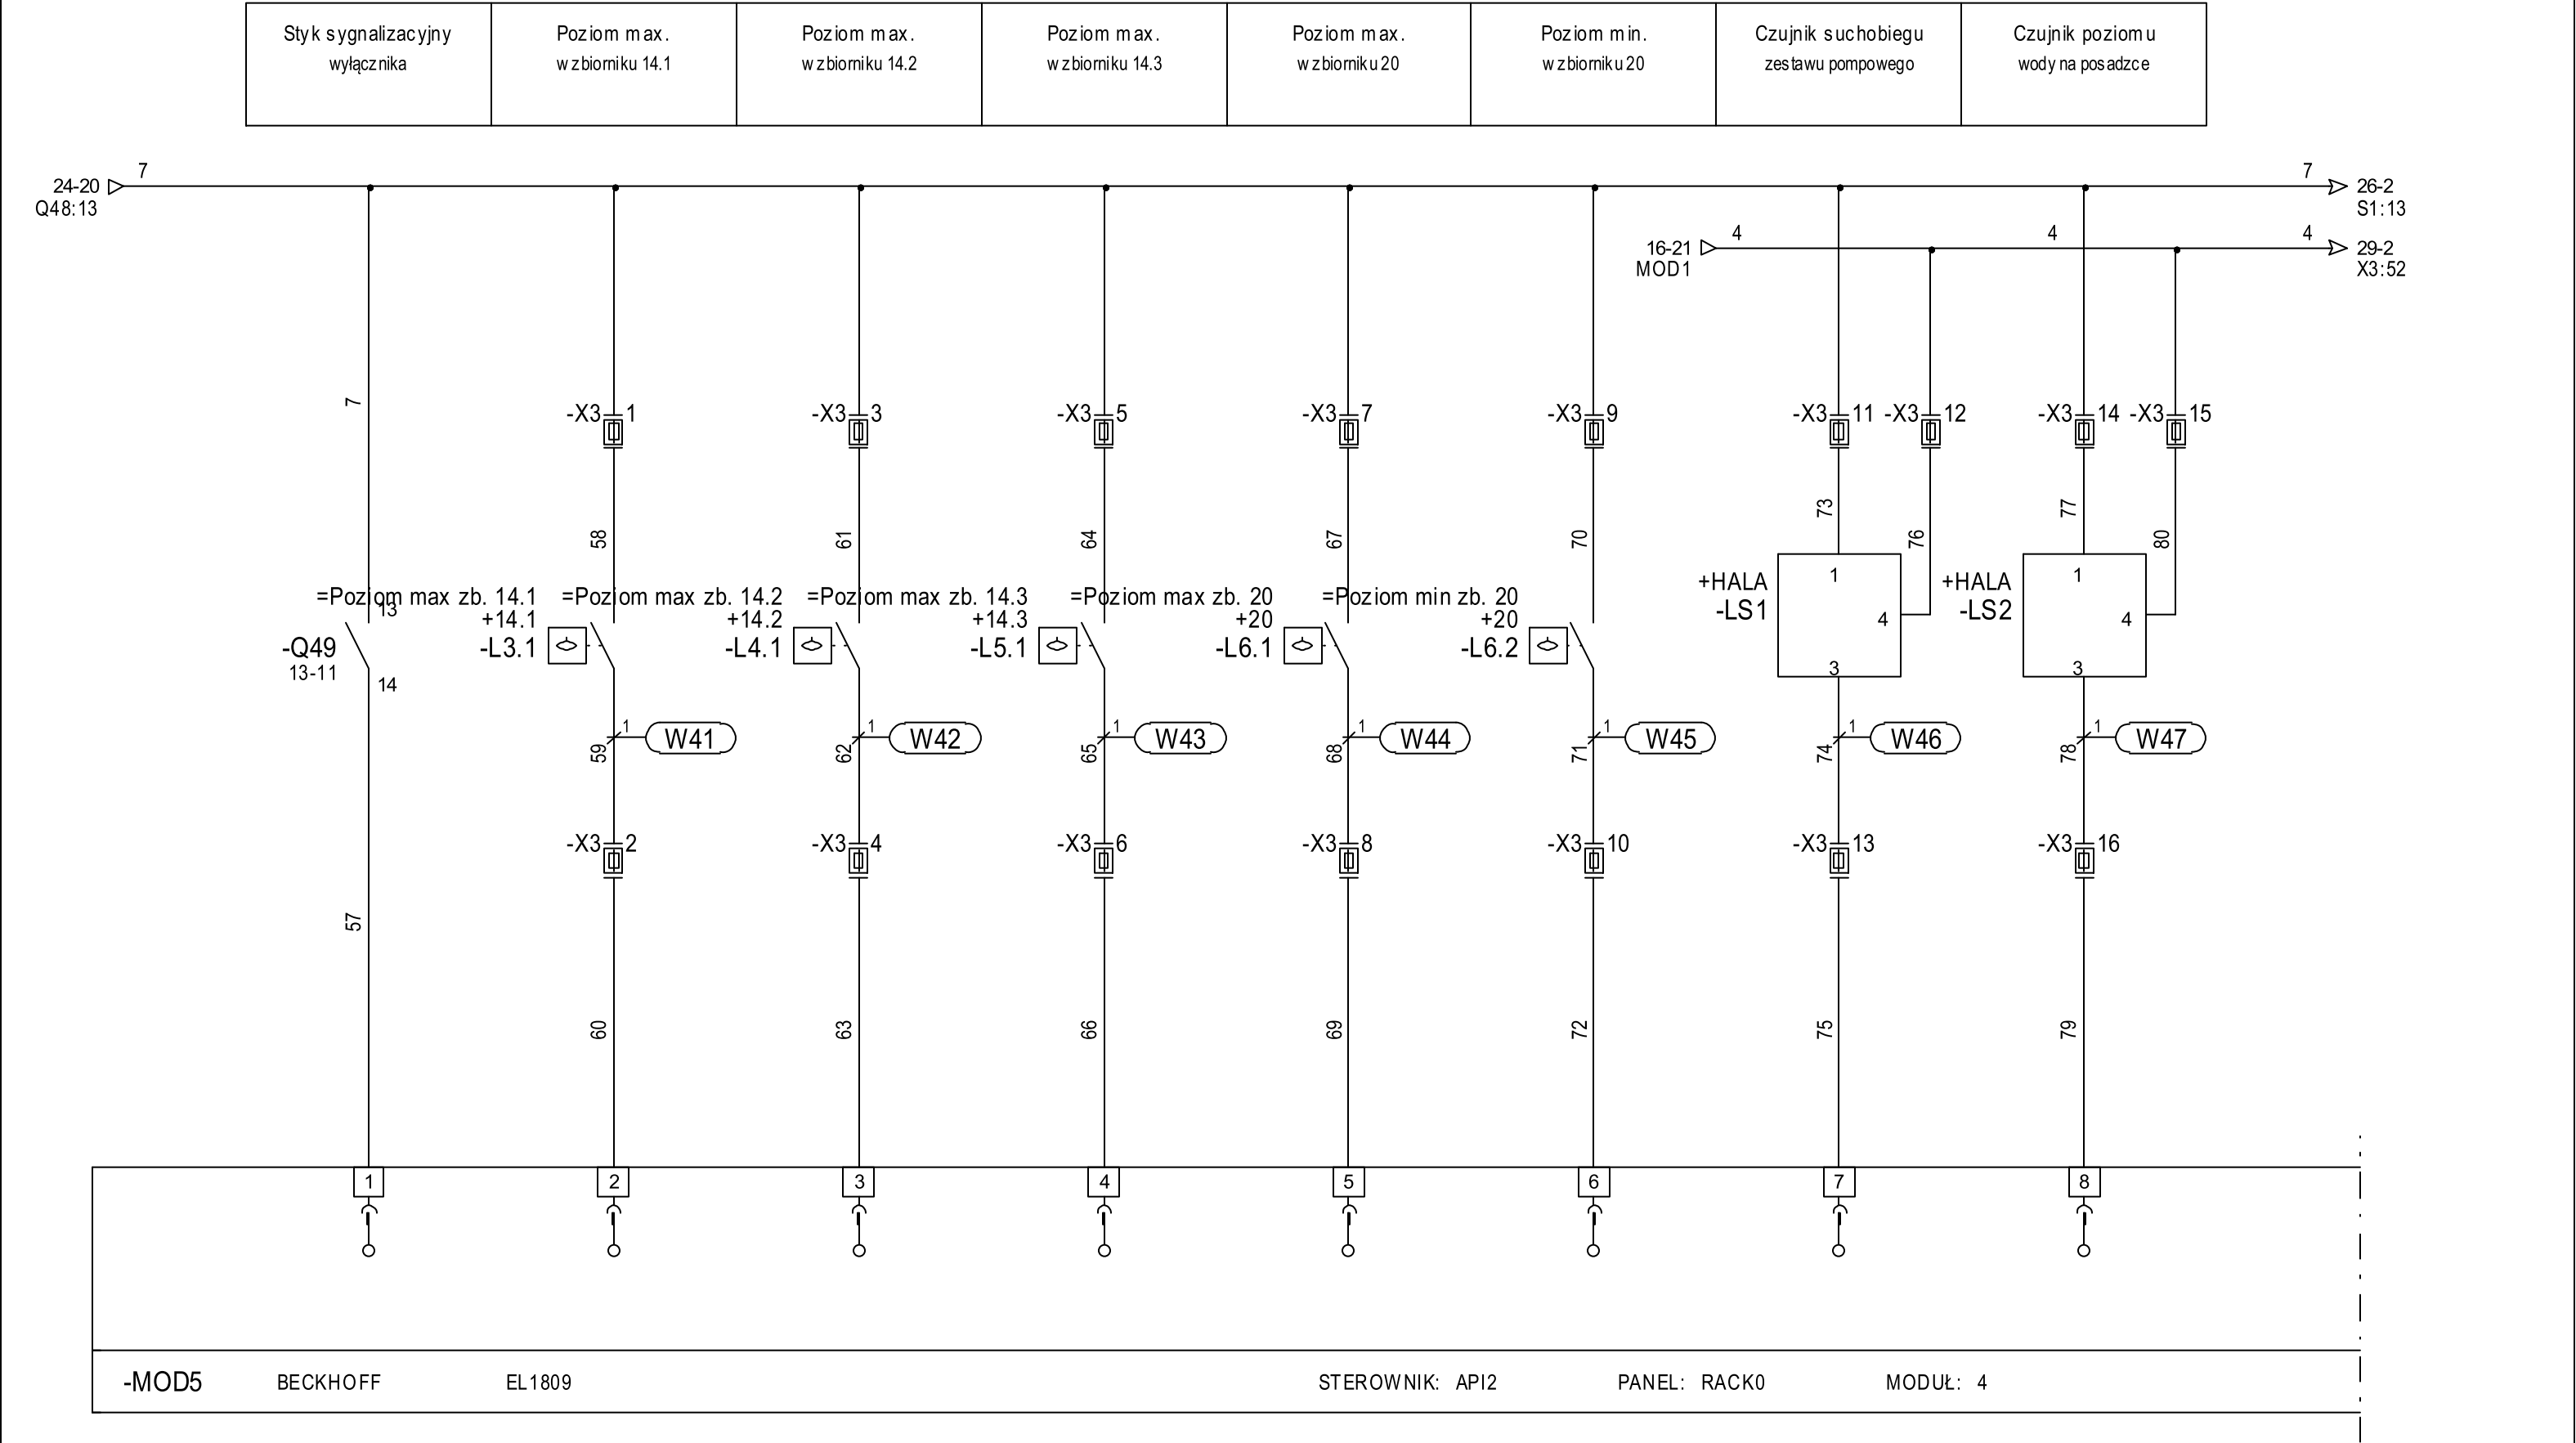 Styk sygnalizacyjny
wyłącznika
Poziom max.
w zbiorniku 14.1
Poziom max.
w zbiorniku 14.2
Poziom max.
w zbiorniku 14.3
Poziom max.
w zbiorniku 20
Poziom min.
w zbiorniku 20
Czujnik suchobiegu
zestawu pompowego
Czujnik poziomu
wody na posadzce
24-20
Q48:13
7
7
26-2
S1:13
16-21
MOD1
4
4
4
29-2
X3:52
7
-X3 1
-X3 3
-X3 5
-X3 7
-X3 9
-X3 11
-X3 12
-X3 14
-X3 15
58
61
64
67
70
73
76
77
80
13
-Q49
13-11
14
=Poziom max zb. 14.1
+14.1
-L3.1
=Poziom max zb. 14.2
+14.2
-L4.1
=Poziom max zb. 14.3
+14.3
-L5.1
=Poziom max zb. 20
+20
-L6.1
=Poziom min zb. 20
+20
-L6.2
+HALA
-LS1
1
4
3
+HALA
-LS2
1
4
3
59
1
W41
62
1
W42
65
1
W43
68
1
W44
71
1
W45
74
1
W46
78
1
W47
-X3 2
-X3 4
-X3 6
-X3 8
-X3 10
-X3 13
-X3 16
57
60
63
66
69
72
75
79
1
2
3
4
5
6
7
8
-MOD5 BECKHOFF EL1809 STEROWNIK: API2 PANEL: RACK0 MODUŁ: 4